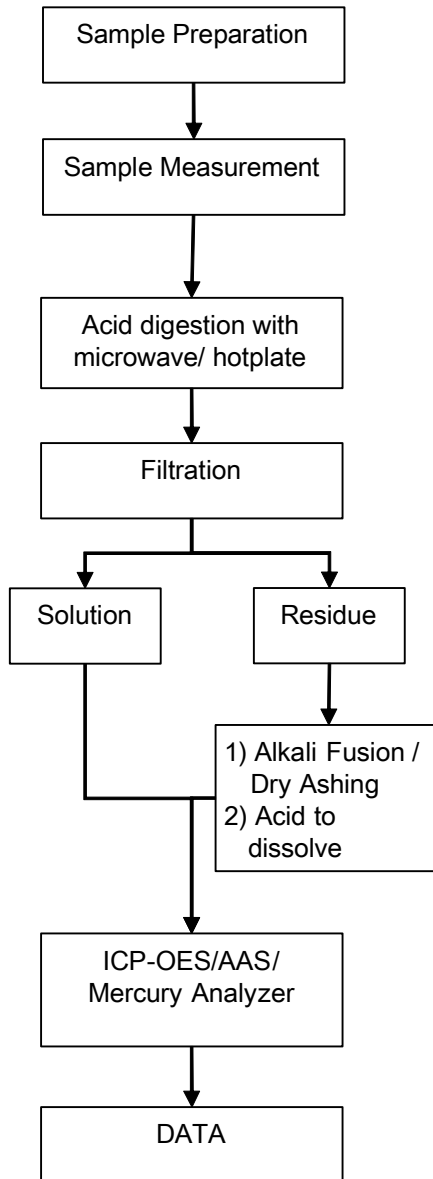 Sample Preparation
Sample Measurement
Acid digestion with
microwave/ hotplate
Filtration
Solution
Residue
1) Alkali Fusion /
Dry Ashing
2) Acid to
dissolve
ICP-OES/AAS/
Mercury Analyzer
DATA